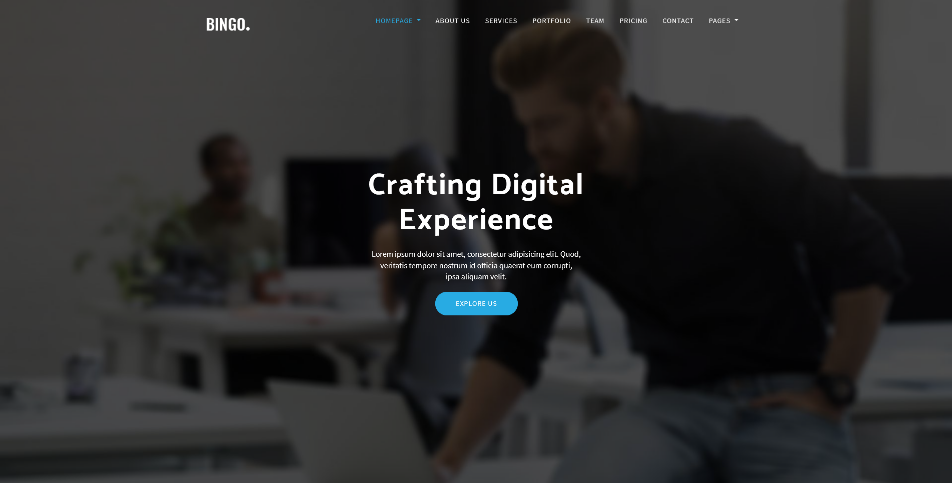 BINGO.
HOMEPAGE ABOUT US SERVICES PORTFOLIO TEAM PRICING CONTACT PAGES
Crafting Digital
Experience
Lorem ipsum dolor sit amet, consectetur adipisicing elit. Quod,
veritatis tempore nostrum id officia quaerat eum corrupti,
ipsa aliquam velit.
EXPLORE US